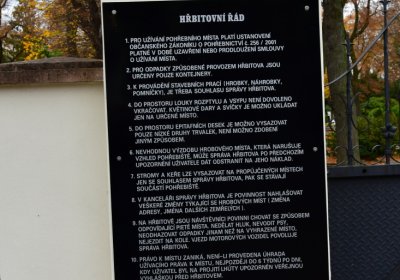 HŘBITOVNÍ ŘÁD
1. PRO UŽÍVÁNÍ POHŘEBNÍHO MÍSTA PLATÍ USTANOVENÍ
OBČANSKÉHO ZÁKONÍKU O POHŘEBNICTVÍ č. 256 / 2001
PLATNÉ V DOBĚ UZAVŘENÍ NEBO PRODLOUŽENÍ SMLOUVY
O UŽÍVÁNÍ MÍSTA.
2. PRO ODPADKY ZPŮSOBENÉ PROVOZEM HŘBITOVA JSOU
URČENY POUZE KONTEJNERY.
3. K PROVÁDĚNÍ STAVEBNÍCH PRACÍ (HROBKY, NÁHROBKY,
POMNÍČKY), JE TŘEBA SOUHLASU SPRÁVY HŘBITOVA.
4. DO PROSTORU LOUKY ROZPTYLU A VSYPU NENÍ DOVOLENO
VKRAČOVAT. KVĚTINOVÉ DARY A SVÍČKY JE MOŽNO UKLÁDAT
JEN NA URČENÉ MÍSTO.
5. DO PROSTORU EPITAFNÍCH DESEK JE MOŽNO VYSAZOVAT
POUZE NÍZKÉ DRUHY TRVALEK, NENÍ MOŽNO ZDOBENÍ
JINÝM ZPŮSOBEM.
6. NEVHODNOU VÝZDOBU HROBOVÉHO MÍSTA, KTERÁ NARUŠUJE
VZHLED POHŘEBIŠTĚ, MŮŽE SPRÁVA HŘBITOVA PO PŘEDCHOZÍM
UPOZORNĚNÍ UŽIVATELE DÁT ODSTRANIT NA JEHO NÁKLAD.
7. STROMY A KEŘE LZE VYSAZOVAT NA PROPŮJČENÝCH MÍSTECH
JEN SE SOUHLASEM SPRÁVY HŘBITOVA, PAK SE STÁVAJÍ
SOUČÁSTÍ POHŘEBIŠTĚ.
8. V KANCELÁŘI SPRÁVY HŘBITOVA JE POVINNOST NAHLAŠOVAT
VEŠKERÉ ZMĚNY TÝKAJÍCÍ SE HROBOVÝCH MÍST ( ZMĚNA
ADRESY, JMÉNA DALŠÍCH ZEMŘELÝCH ).
9. NA HŘBITOVĚ JSOU NÁVŠTĚVNÍCI POVINNI CHOVAT SE ZPŮSOBEM
ODPOVÍDAJÍCÍ PIETĚ MÍSTA. NEDĚLAT HLUK, NEVODIT PSY,
NEODHAZOVAT ODPADKY JINAM NEŽ NA VYHRAZENÉ MÍSTO,
NEJEZDIT NA KOLE. VJEZD MOTOROVÝCH VOZIDEL POVOLUJE
SPRÁVA HŘBITOVA.
10. PRÁVO K MÍSTU ZANIKÁ, NENÍ-LI PROVEDENA ÚHRADA
UŽÍVACÍHO PRÁVA K MÍSTU, NEJPOZDĚJI DO 6 TÝDNŮ PO DNI,
KDY UŽIVATEL BYL NA PROJITÍ LHŮTY UPOZORNĚN VEŘEJNOU
VYHLÁŠKOU PŘED HŘBITOVEM.